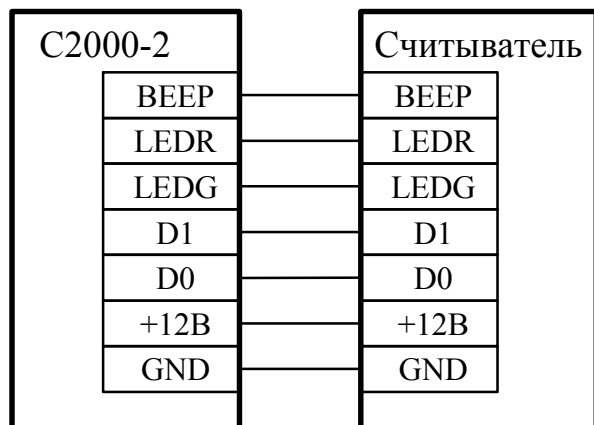 С2000-2 Считыватель
BEEP BEEP
LEDR LEDR
LEDG LEDG
D1 D1
D0 D0
+12В +12В
GND GND